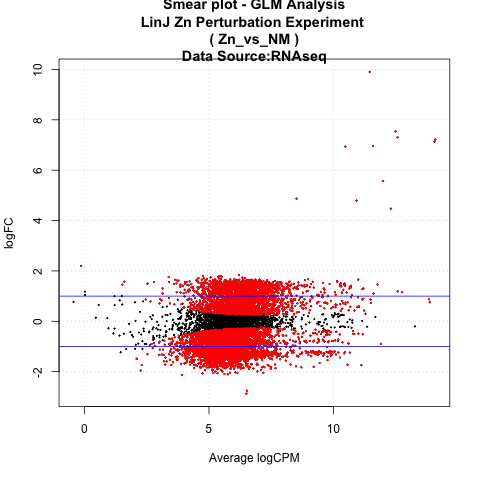 Smear plot - GLM Analysis
LinJ Zn Perturbation Experiment
( Zn_vs_NM )
Data Source:RNAseq
10
8
6
4
2
0
-2
logFC
0 5 10
Average logCPM